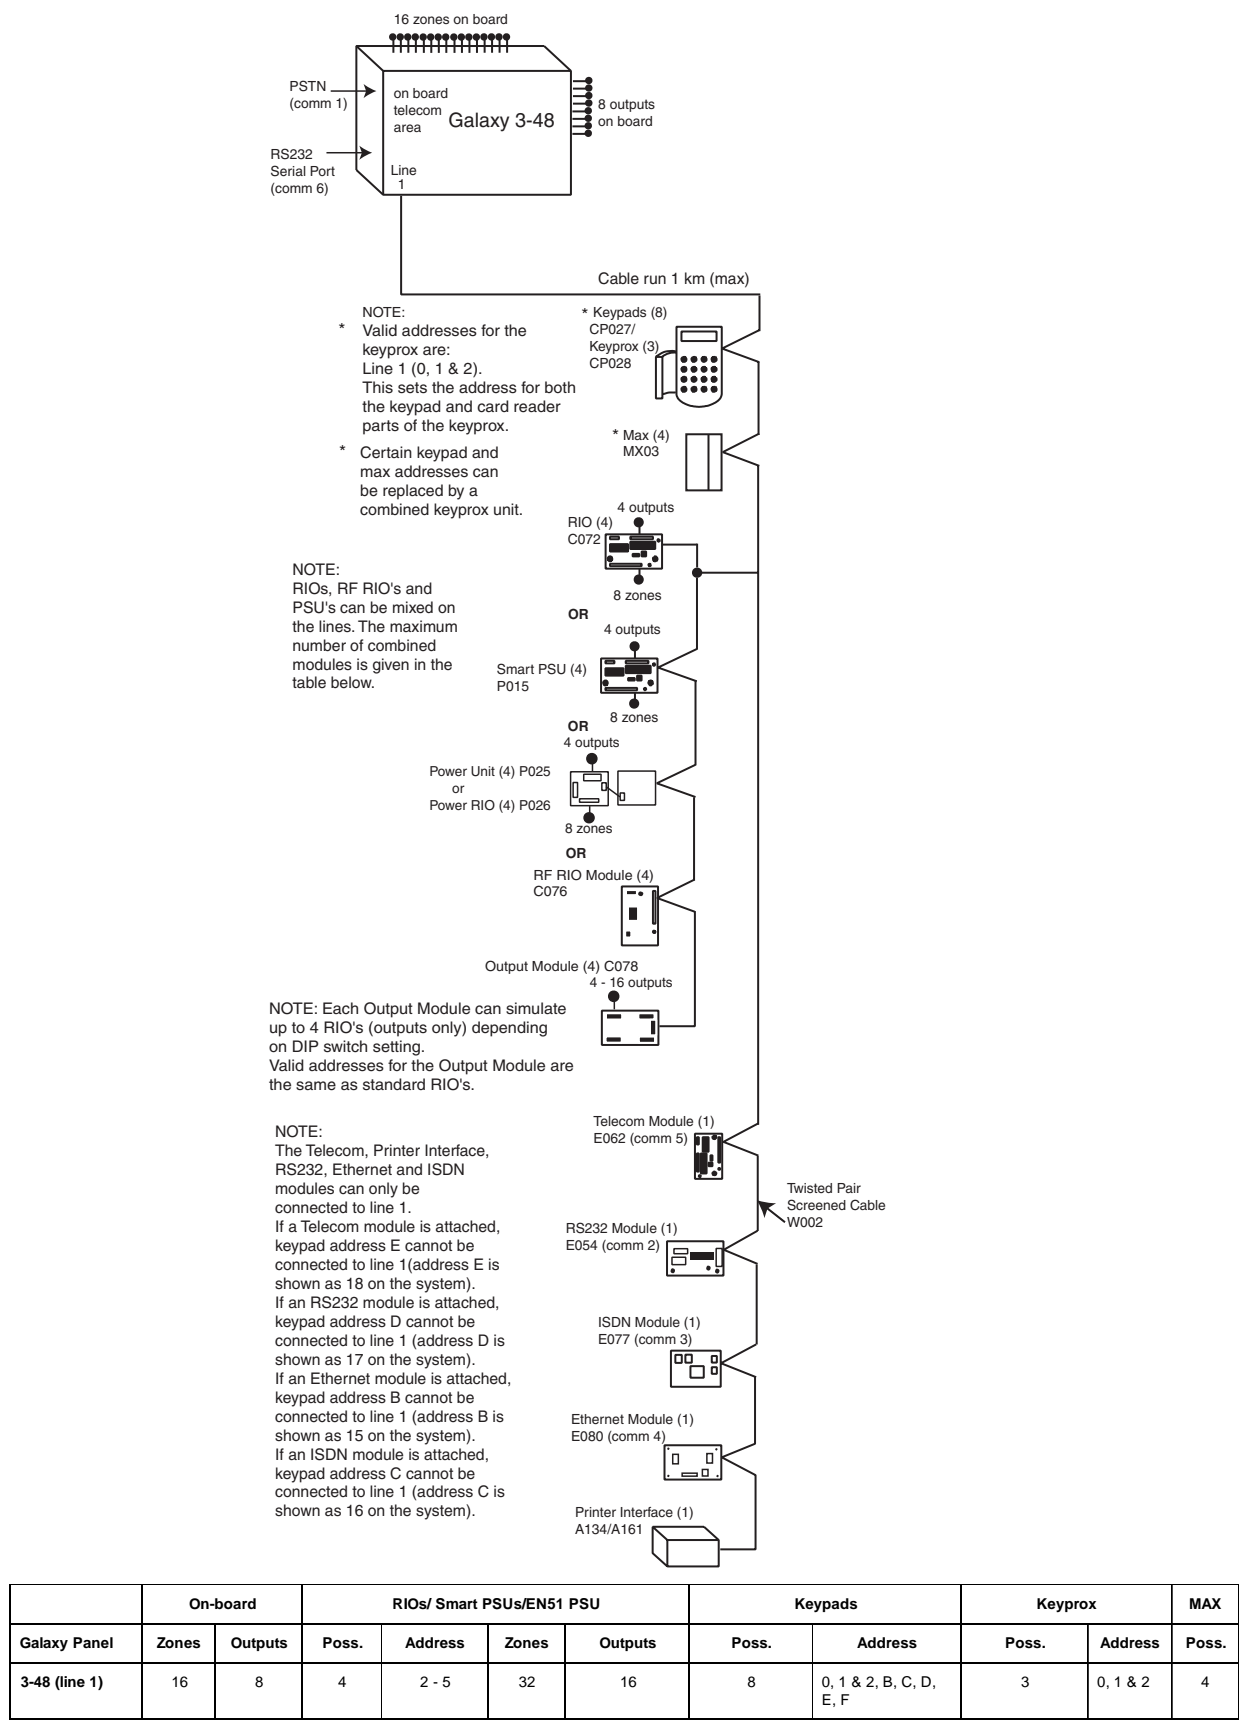 16 zones on board
PSTN
(comm 1)
on board
telecom
area
Galaxy 3-48
8 outputs
on board
RS232
Serial Port
(comm 6)
Line
1
Cable run 1 km (max)
NOTE:
* Valid addresses for the
keyprox are:
Line 1 (0, 1 & 2).
This sets the address for both
the keypad and card reader
parts of the keyprox.
* Certain keypad and
max addresses can
be replaced by a
combined keyprox unit.
* Keypads (8)
CP027/
Keyprox (3)
CP028
* Max (4)
MX03
4 outputs
RIO (4)
C072
8 zones
NOTE:
RIOs, RF RIO's and
PSU's can be mixed on
the lines. The maximum
number of combined
modules is given in the
table below.
OR
4 outputs
Smart PSU (4)
P015
8 zones
OR
4 outputs
Power Unit (4) P025
or
Power RIO (4) P026
8 zones
OR
RF RIO Module (4)
C076
Output Module (4) C078
4 - 16 outputs
NOTE: Each Output Module can simulate
up to 4 RIO's (outputs only) depending
on DIP switch setting.
Valid addresses for the Output Module are
the same as standard RIO's.
NOTE:
The Telecom, Printer Interface,
RS232, Ethernet and ISDN
modules can only be
connected to line 1.
If a Telecom module is attached,
keypad address E cannot be
connected to line 1(address E is
shown as 18 on the system).
If an RS232 module is attached,
keypad address D cannot be
connected to line 1 (address D is
shown as 17 on the system).
If an Ethernet module is attached,
keypad address B cannot be
connected to line 1 (address B is
shown as 15 on the system).
If an ISDN module is attached,
keypad address C cannot be
connected to line 1 (address C is
shown as 16 on the system).
Telecom Module (1)
E062 (comm 5)
Twisted Pair
Screened Cable
W002
RS232 Module (1)
E054 (comm 2)
ISDN Module (1)
E077 (comm 3)
Ethernet Module (1)
E080 (comm 4)
Printer Interface (1)
A134/A161
On-board RIOs/ Smart PSUs/EN51 PSU Keypads Keyprox MAX
Galaxy Panel Zones Outputs Poss. Address Zones Outputs Poss. Address Poss. Address Poss.
3-48 (line 1) 16 8 4 2 - 5 32 16 8 0, 1 & 2, B, C, D, 3 0, 1 & 2 4
E, F